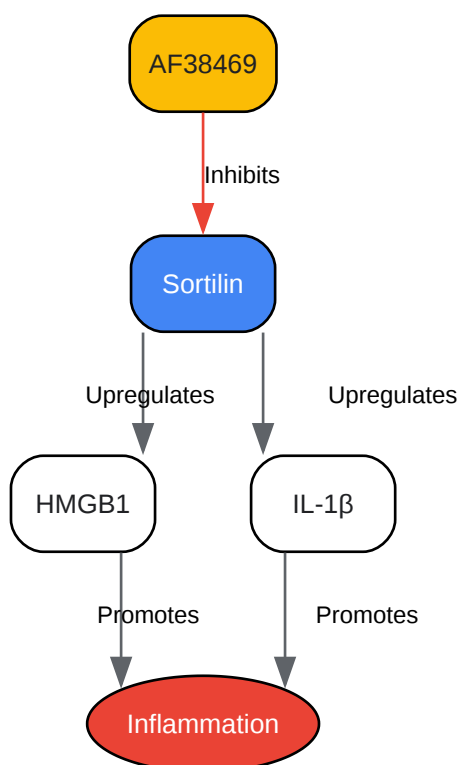 AF38469
Inhibits
Sortilin
Upregulates
Upregulates
HMGB1
IL-1β
Promotes
Promotes
Inflammation